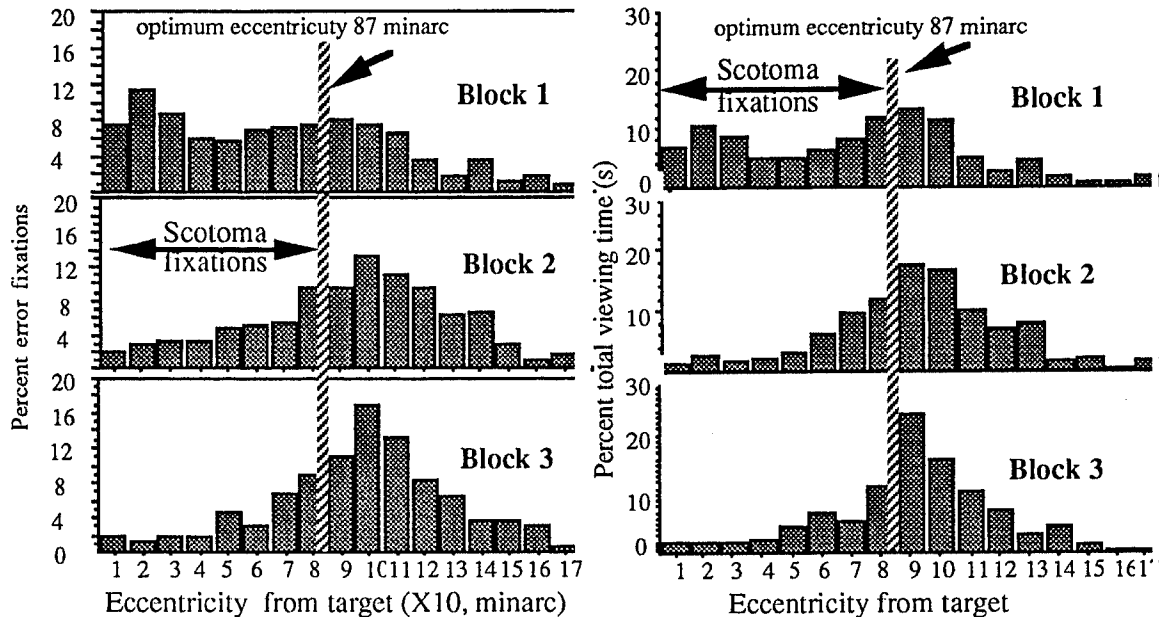 optimum eccentricuty 87 minarc
Block 1
20
16
12
8
4
Scotoma
fixations
Block 2
20
16
12
8
4
Block 3
20
16
12
8
4
0
Percent error fixations
1 2 3 4 5 6 7 8 9 10 11 12 13 14 15 16 17
Eccentricity from target (X10, minarc)
optimum eccentricuty 87 minarc
Scotoma
fixations
Block 1
30
20
10
0
Block 2
30
20
10
Block 3
30
20
10
0
Percent total viewing time (s)
1 2 3 4 5 6 7 8 9 10 11 12 13 14 15 16 1
Eccentricity from target